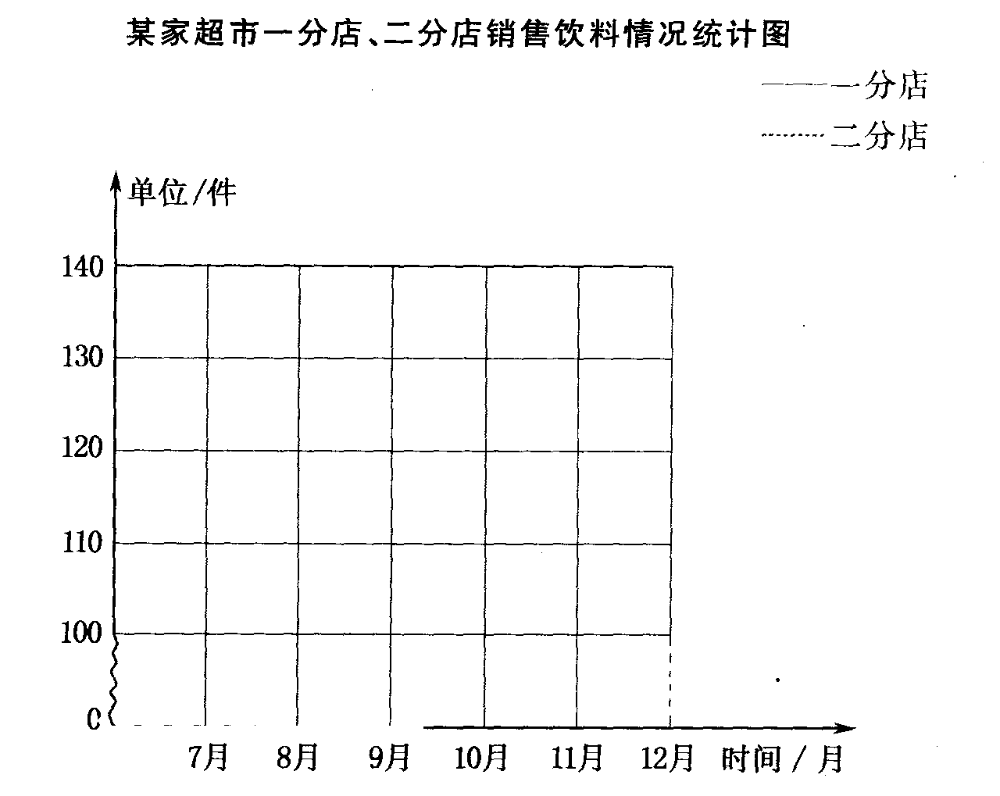 某家超市一分店、二分店销售饮料情况统计图
一分店
二分店
单位/件
140
130
120
110
100
0
7月 8月 9月 10月 11月 12月 时间/月